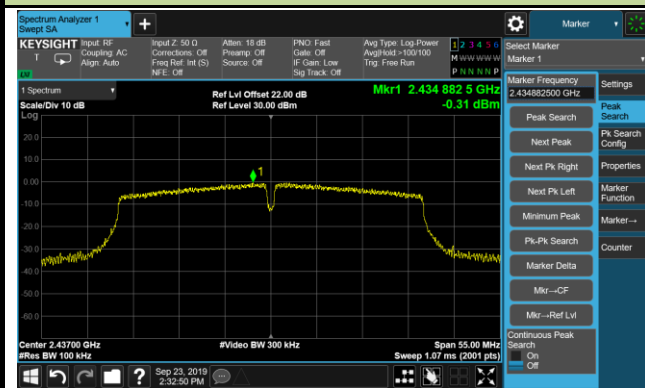 Spectrum Analyzer 1
Swept SA
+
Marker
KEYSIGHT
Input: RF
Coupling: AC
Align: Auto
Input Z: 50 Ω
Corrections: Off
Freq Ref: Int (S)
NFE: Off
Atten: 18 dB
Preamp: Off
Source: Off
PNO: Fast
Gate: Off
IF Gain: Low
Sig Track: Off
Avg Type: Log-Power
Avg|Hold:>100/100
Trig: Free Run
1 2 3 4 5 6
M W W W W W
P N N N N P
T
LVI
Select Marker
Marker 1
1 Spectrum
Scale/Div 10 dB
Log
Ref Lvl Offset 22.00 dB
Ref Level 30.00 dBm
Mkr1 2.434 882 5 GHz
-0.31 dBm
20.0
10.0
0.00
-10.0
-20.0
-30.0
-40.0
-50.0
-60.0
1
Center 2.43700 GHz
#Res BW 100 kHz
#Video BW 300 kHz
Span 55.00 MHz
Sweep 1.07 ms (2001 pts)
Marker Frequency
2.434882500 GHz
Peak Search
Next Peak
Next Pk Right
Next Pk Left
Minimum Peak
Pk-Pk Search
Marker Delta
Mkr→CF
Mkr→Ref Lvl
Continuous Peak
Search
On
Off
Settings
Peak
Search
Pk Search
Config
Properties
Marker
Function
Marker→
Counter
?
Sep 23, 2019
2:32:50 PM